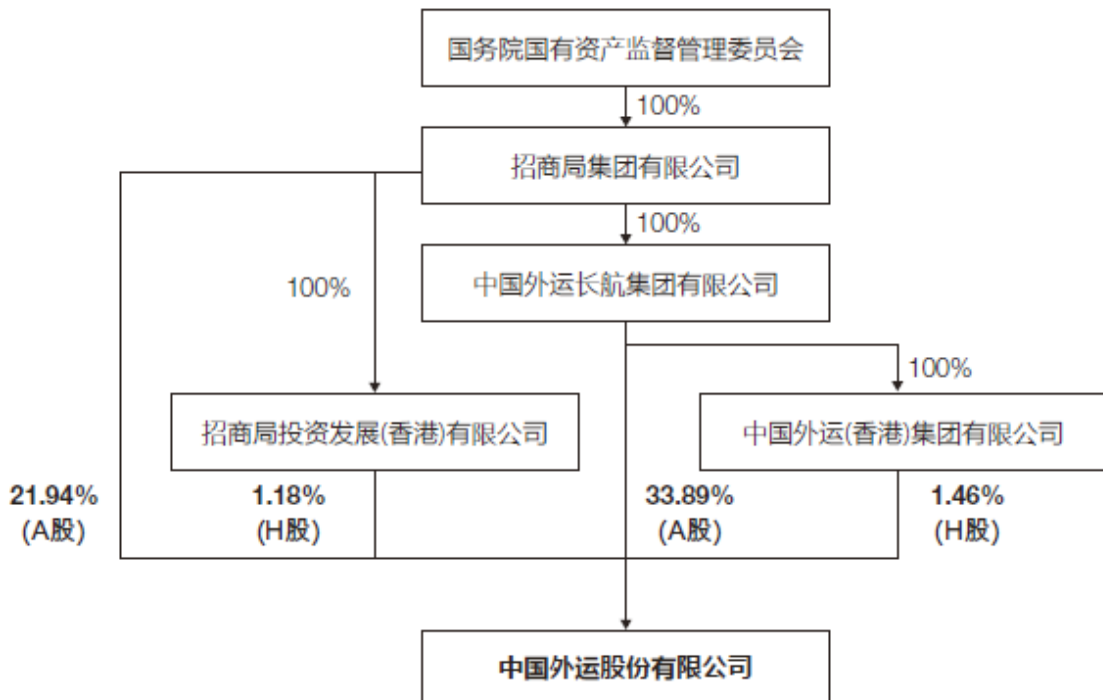 国务院国有资产监督管理委员会
100%
招商局集团有限公司
100%
中国外运长航集团有限公司
100%
100%
招商局投资发展(香港)有限公司
中国外运(香港)集团有限公司
21.94%
(A股)
1.18%
(H股)
33.89%
(A股)
1.46%
(H股)
中国外运股份有限公司